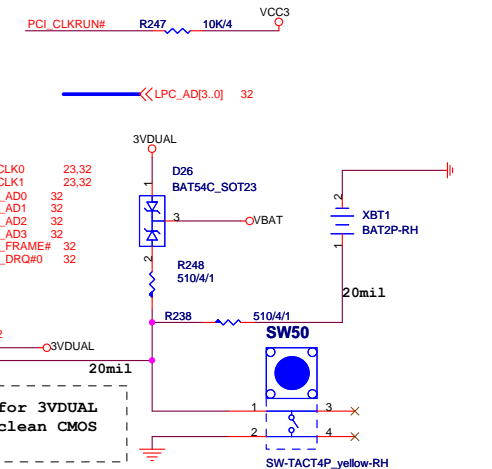 VCC3
PCI_CLKRUN# R247 10K/4
LPC_AD[3..0] 32
3VDUAL
CLK0 23,32
CLK1 23,32
_AD0 32
_AD1 32
_AD2 32
_AD3 32
_FRAME# 32
_DRQ#0 32
1
D26
BAT54C_SOT23
3
VBAT
2
2
XBT1
BAT2P-RH
1
R248
510/4/1
20mil
R238 510/4/1
SW50
3VDUAL
20mil
for 3VDUAL
clean CMOS
1 3
2 4
SW-TACT4P_yellow-RH